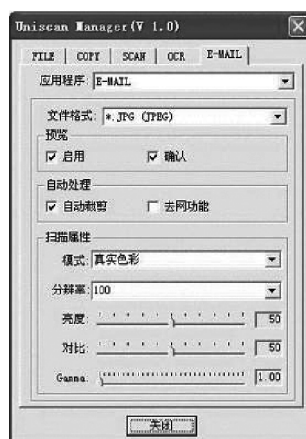 Uniscan Manager(V 1.0)
FILE COPY SCAN OCR E-MAIL
应用程序: E-MAIL
文件格式: *.JPG (JPEG)
预览
启用 确认
自动处理
自动裁剪 去网功能
扫描属性
模式: 真实色彩
分辨率: 100
亮度: 50
对比: 50
Gamma: 1.00
关闭